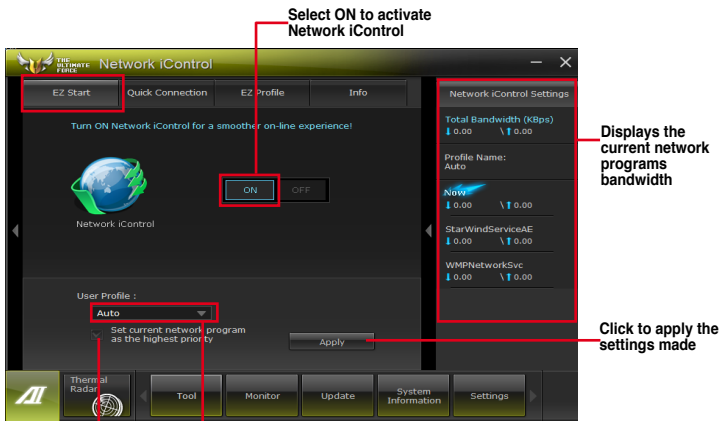 Select ON to activate
Network iControl
THE
ULTIMATE
FORCE
Network iControl
EZ Start
Quick Connection
EZ Profile
Info
Network iControl Settings
Turn ON Network iControl for a smoother on-line experience!
Total Bandwidth (KBps)
⬇ 0.00 \ ⬆ 0.00
Profile Name:
Auto
Displays the
current network
programs
bandwidth
ON
OFF
Now
⬇ 0.00 \ ⬆ 0.00
Network iControl
StarWindServiceAE
⬇ 0.00 \ ⬆ 0.00
WMPNetworkSvc
⬇ 0.00 \ ⬆ 0.00
User Profile :
Auto
Set current network program
as the highest priority
Apply
Click to apply the
settings made
AI
Thermal
Radar
Tool
Monitor
Update
System
Information
Settings